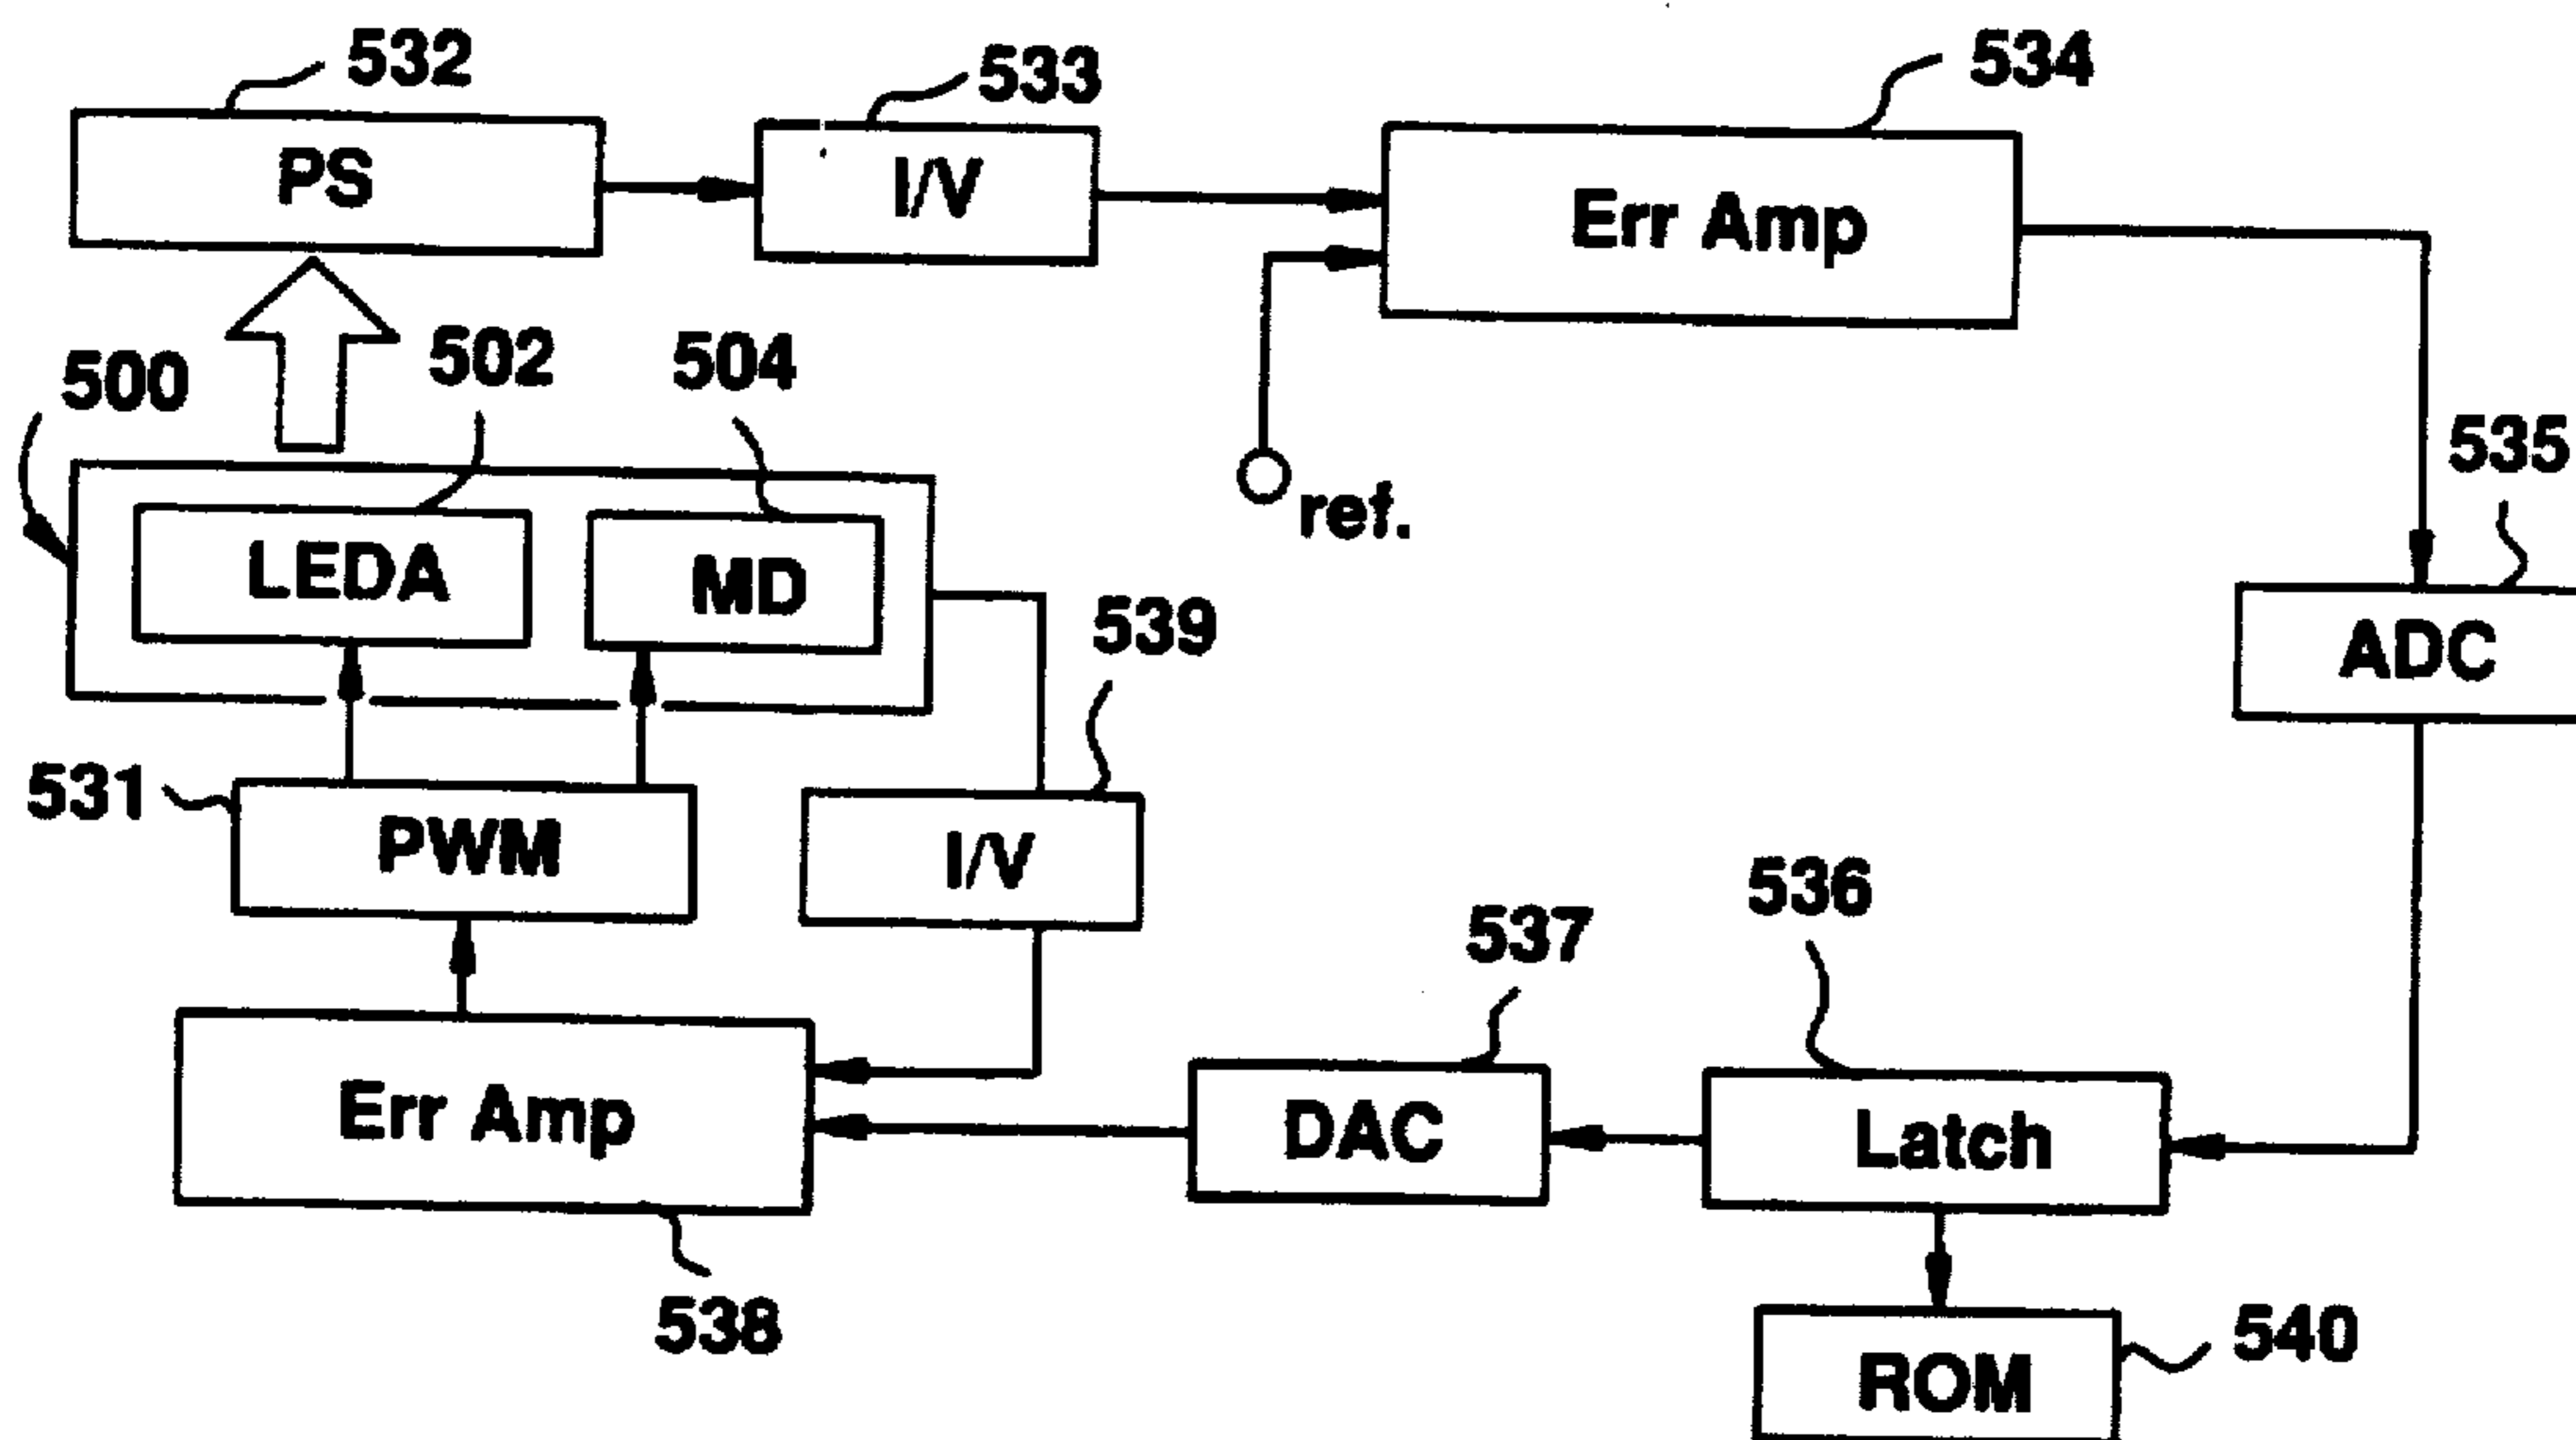 532
533
534
PS
I/V
Err Amp
500
502
504
ref.
535
LEDA
MD
539
ADC
531
PWM
I/V
536
537
Err Amp
DAC
Latch
538
540
ROM